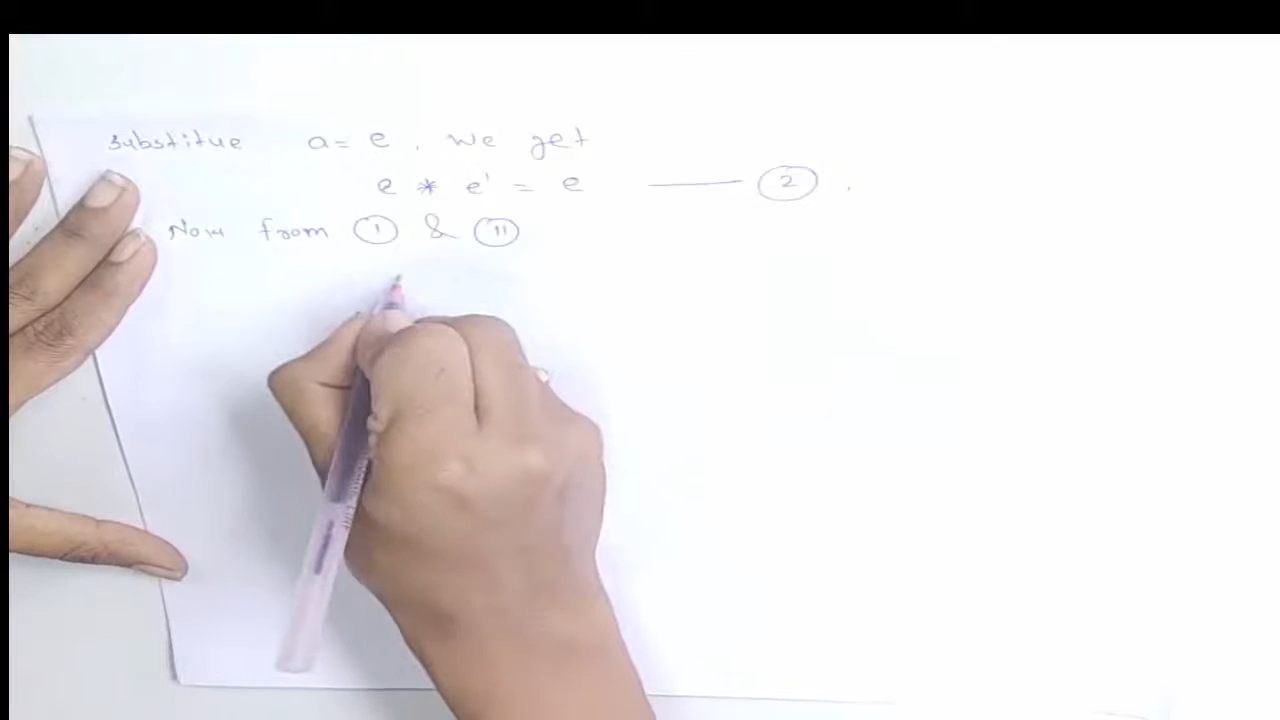 substitue a = e , we get
e * e' = e —— (2) .
Now from (1) & (11)